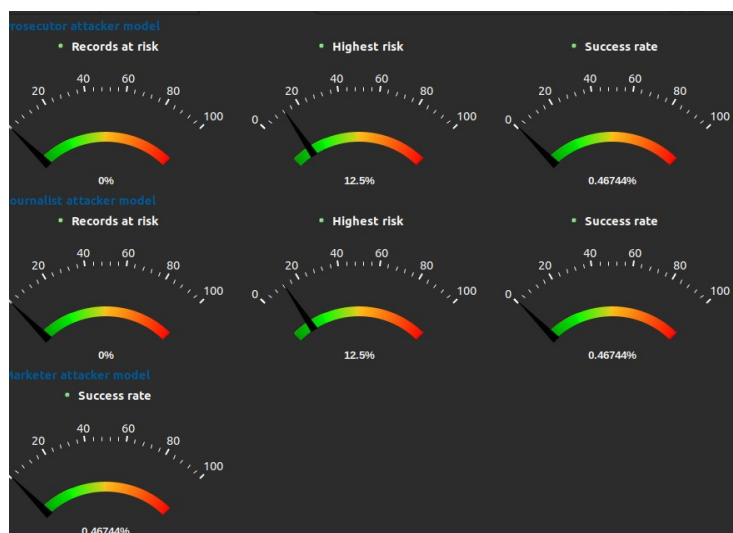 rosecutor attacker model
Records at risk
Highest risk
Success rate
0 20 40 60 80 100
0 20 40 60 80 100
0 20 40 60 80 100
0%
12.5%
0.46744%
ournalist attacker model
Records at risk
Highest risk
Success rate
20 40 60 80 100
0 20 40 60 80 100
0 20 40 60 80 100
0%
12.5%
0.46744%
arketer attacker model
Success rate
20 40 60 80 100
0.46744%